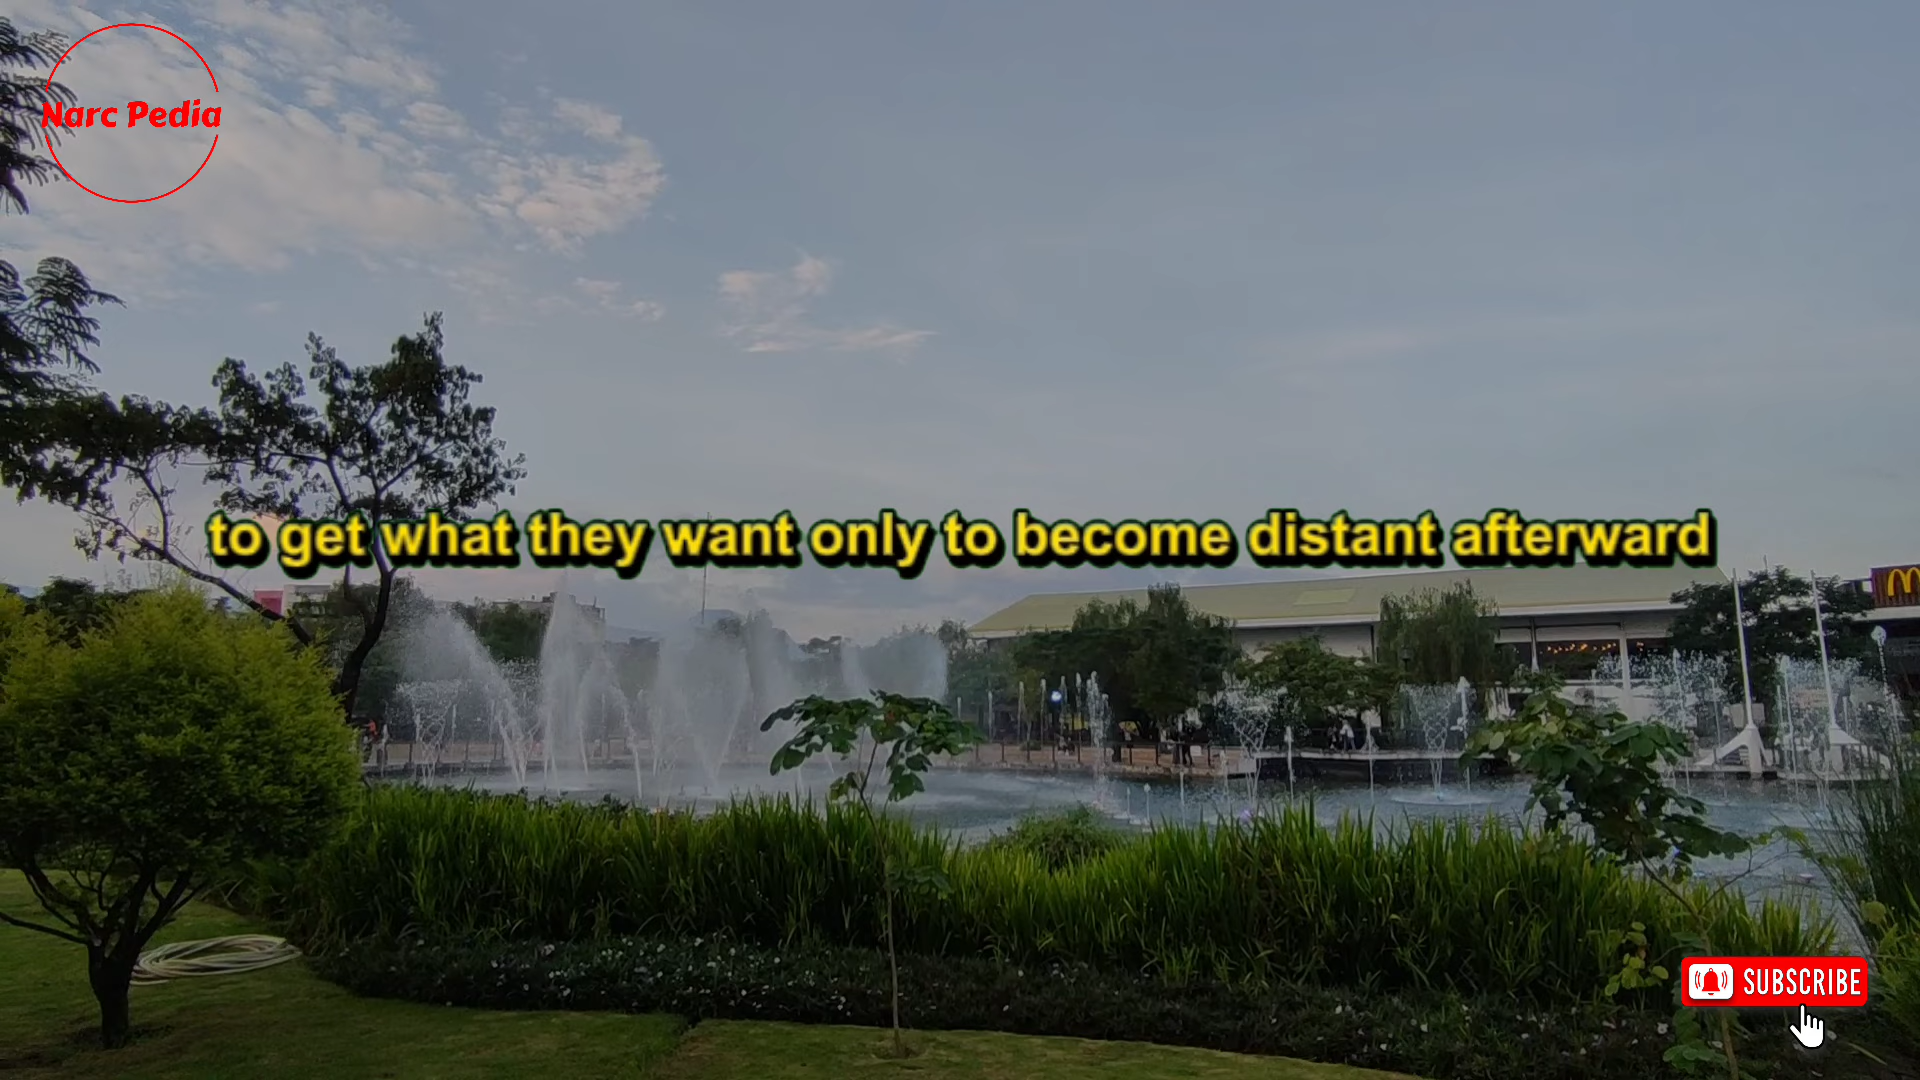 Narc Pedia
to get what they want only to become distant afterward
SUBSCRIBE